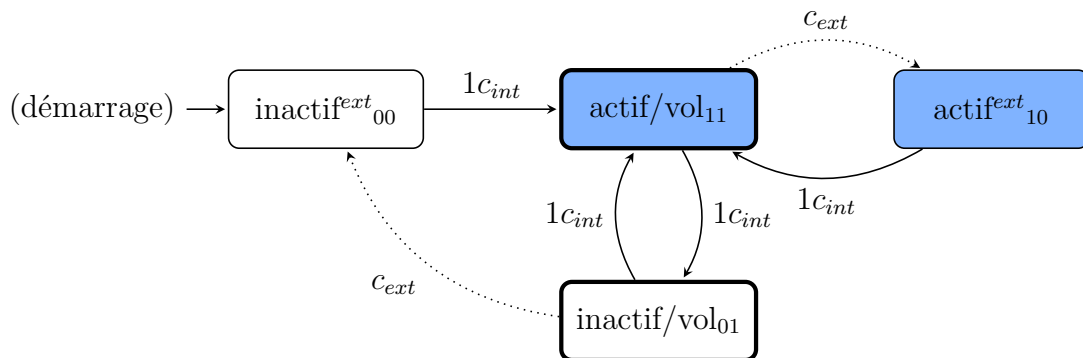 c_ext
1c_int
(démarrage) inactif^ext_00 actif/vol_11 actif^ext_10
1c_int 1c_int 1c_int
c_ext
inactif/vol_01